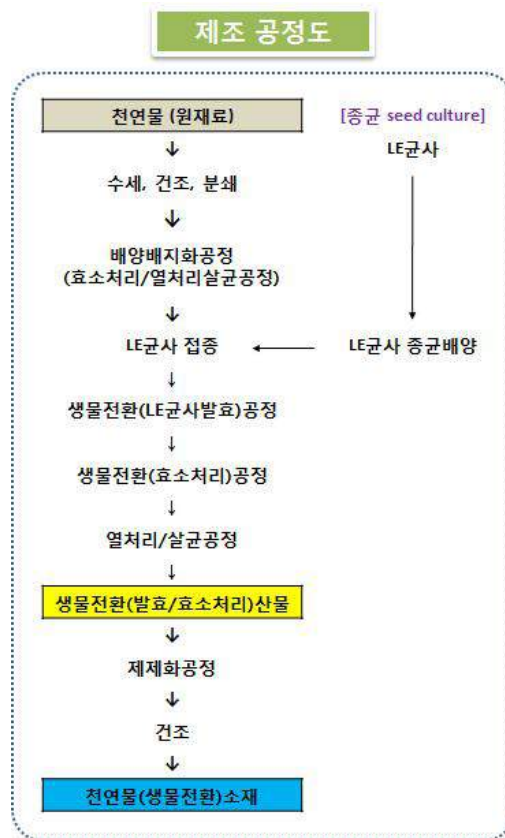 제조 공정도
천연물 (원재료)
[종균 seed culture]
LE균사
수세, 건조, 분쇄
배양배지화공정
(효소처리/열처리살균공정)
LE균사 접종
LE균사 종균배양
생물전환(LE균사발효)공정
생물전환(효소처리)공정
열처리/살균공정
생물전환(발효/효소처리)산물
제제화공정
건조
천연물(생물전환)소재